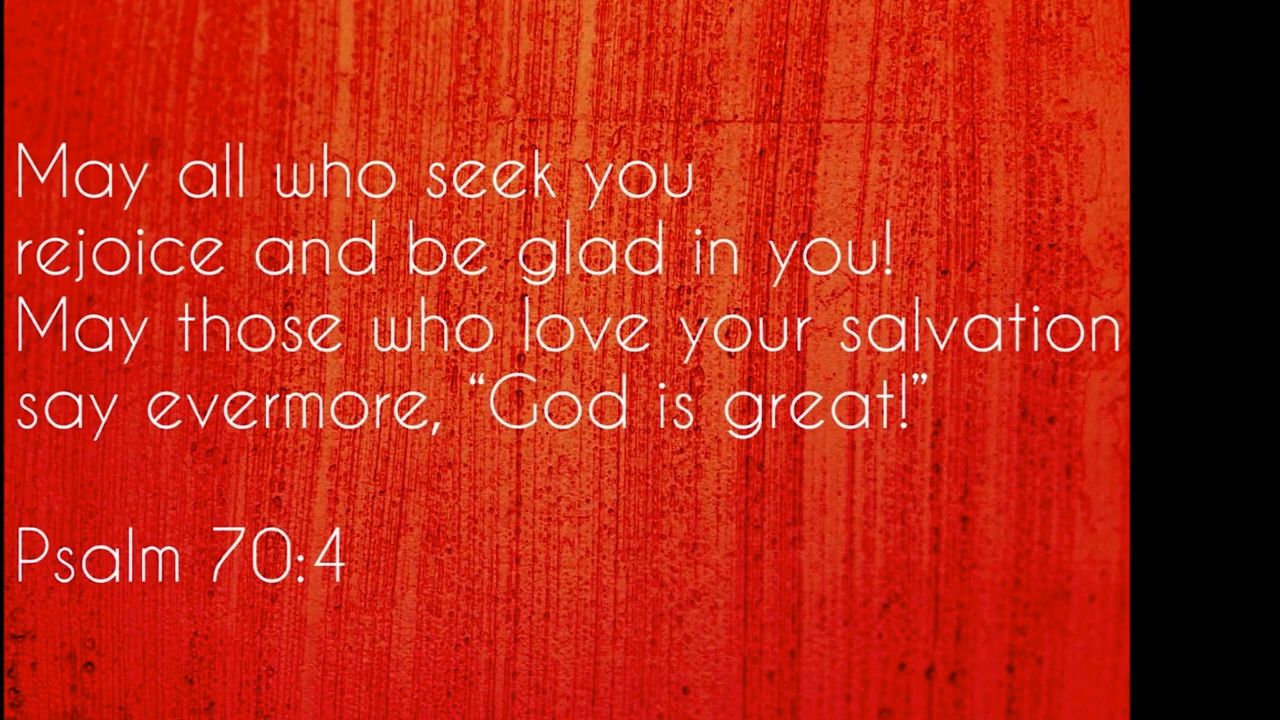 May all who seek you
rejoice and be glad in you!
May those who love your salvation
say evermore, “God is great!”
Psalm 70:4